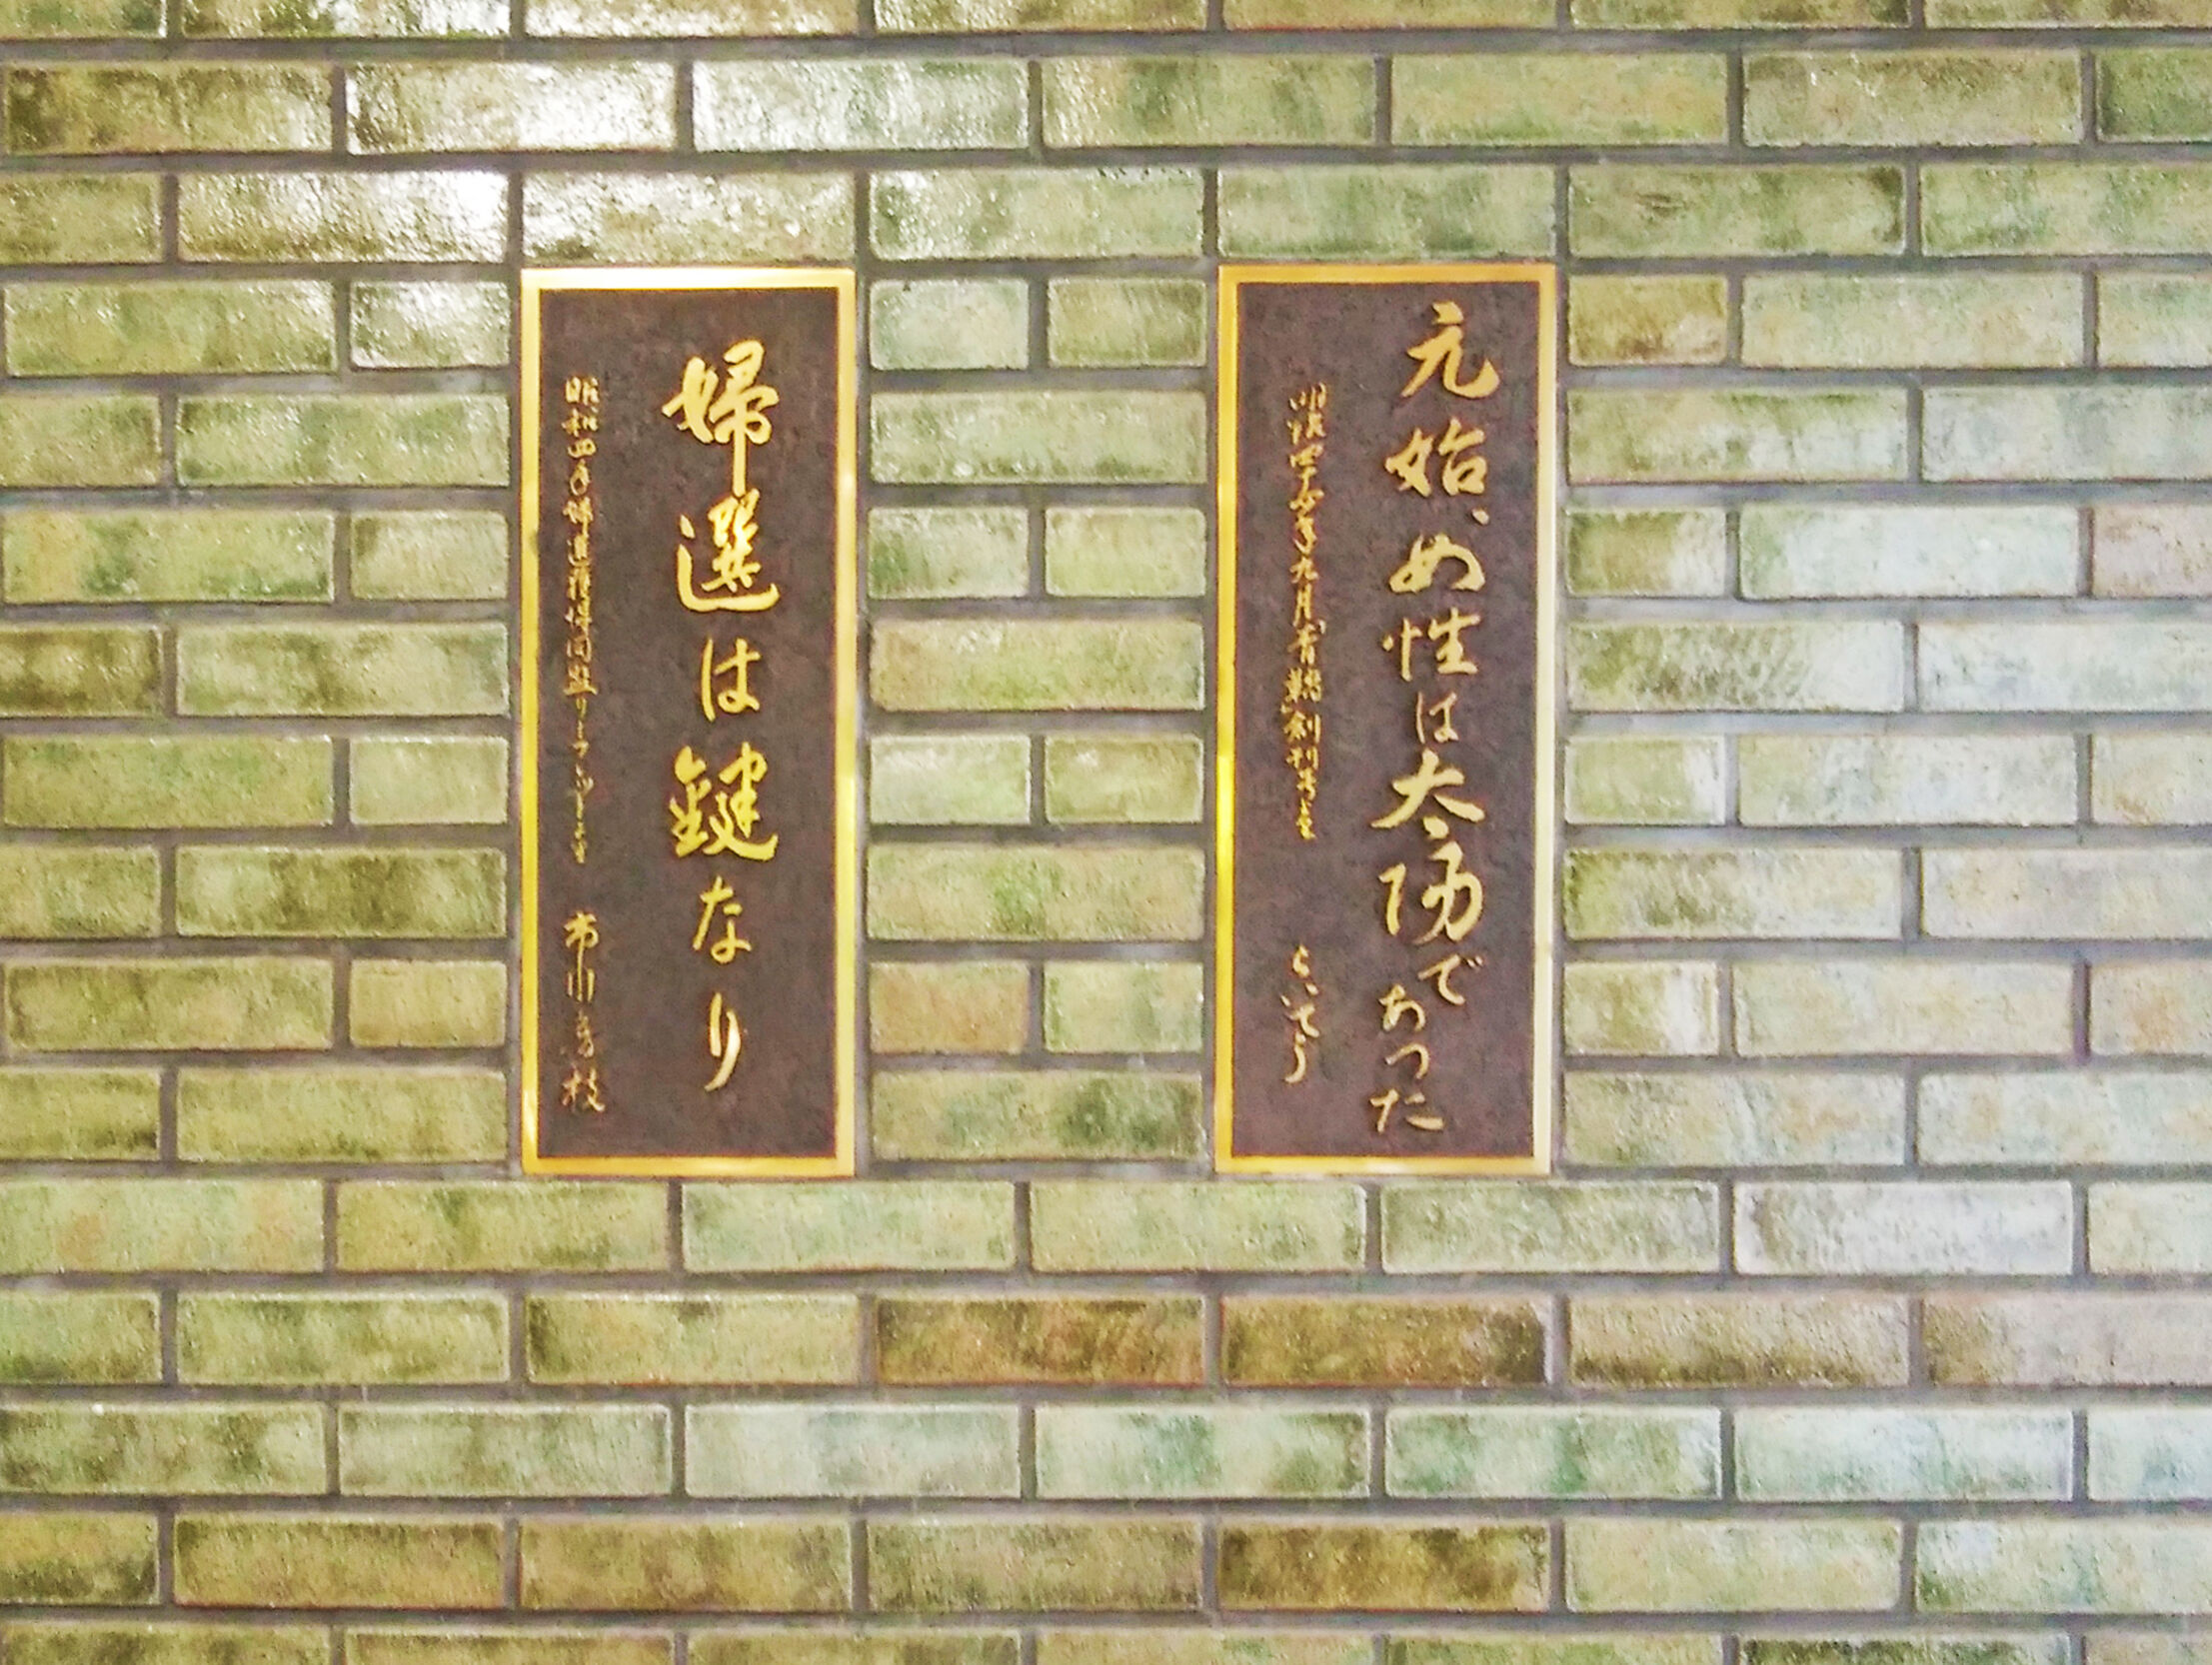 元始、女性は太陽であつた
明治四十四年九月「青鞜」創刊号ゟ らいてう
婦選は鍵なり
昭和四年婦選獲得同盟リーフレットゟ 市川房枝